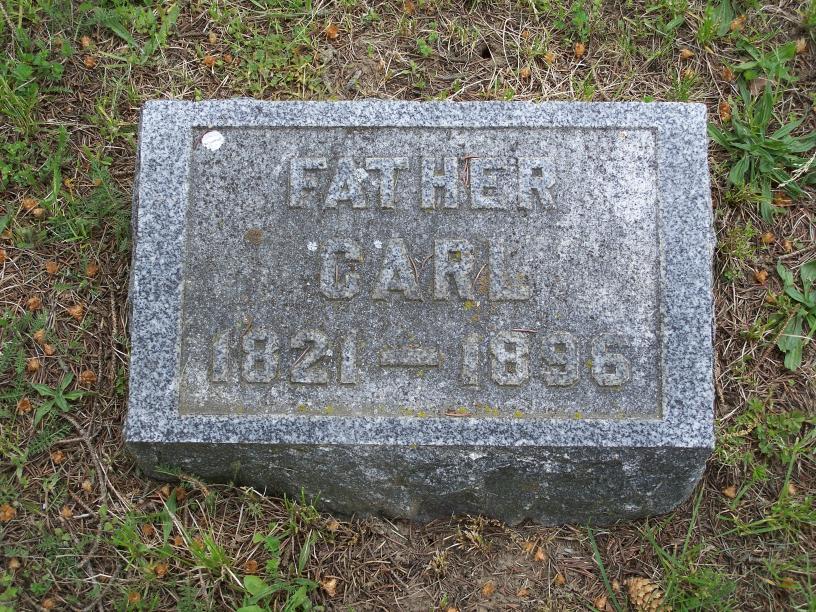 FATHER
CARL
1821 — 1896